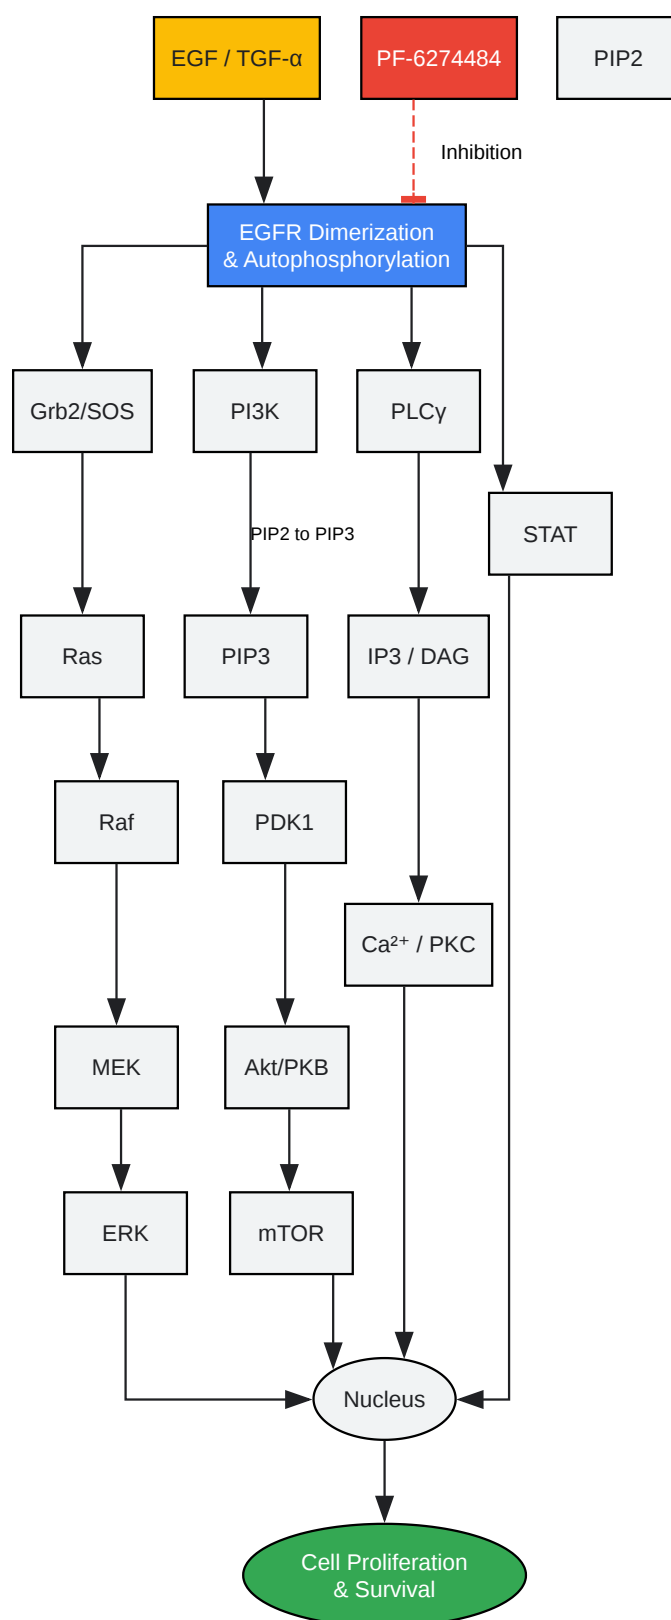 EGF / TGF-α
PF-6274484
PIP2
Inhibition
EGFR Dimerization
& Autophosphorylation
Grb2/SOS
PI3K
PLCγ
STAT
PIP2 to PIP3
Ras
PIP3
IP3 / DAG
Raf
PDK1
Ca²⁺ / PKC
MEK
Akt/PKB
ERK
mTOR
Nucleus
Cell Proliferation
& Survival